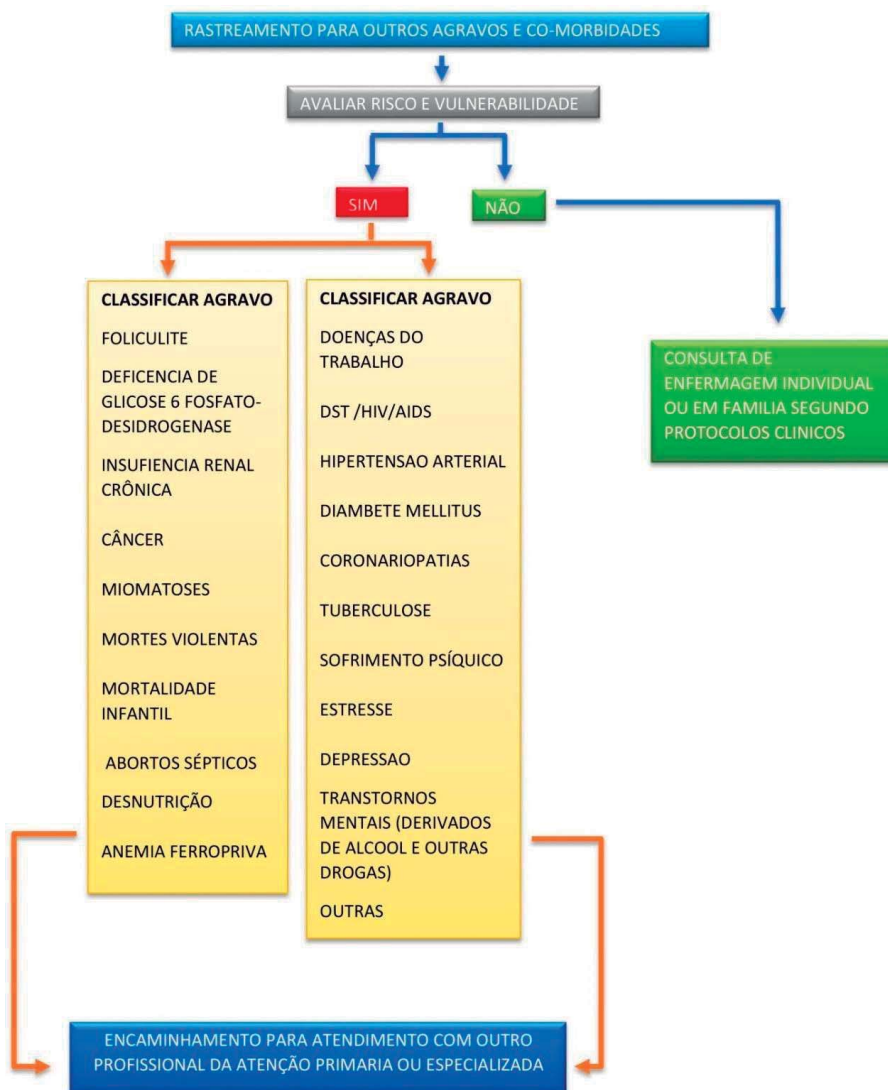 RASTREAMENTO PARA OUTROS AGRAVOS E CO-MORBIDADES
AVALIAR RISCO E VULNERABILIDADE
SIM
NÃO
CLASSIFICAR AGRAVO
FOLICULITE
DEFICENCIA DE
GLICOSE 6 FOSFATO-
DESIDROGENASE
INSUFIENCIA RENAL
CRÔNICA
CÂNCER
MIOMATOSES
MORTES VIOLENTAS
MORTALIDADE
INFANTIL
ABORTOS SÉPTICOS
DESNUTRIÇÃO
ANEMIA FERROPRIVA
CLASSIFICAR AGRAVO
DOENÇAS DO
TRABALHO
DST /HIV/AIDS
HIPERTENSAO ARTERIAL
DIAMBETE MELLITUS
CORONARIOPATIAS
TUBERCULOSE
SOFRIMENTO PSÍQUICO
ESTRESSE
DEPRESSAO
TRANSTORNOS
MENTAIS (DERIVADOS
DE ALCOOL E OUTRAS
DROGAS)
OUTRAS
CONSULTA DE
ENFERMAGEM INDIVIDUAL
OU EM FAMILIA SEGUNDO
PROTOCOLOS CLINICOS
ENCAMINHAMENTO PARA ATENDIMENTO COM OUTRO
PROFISSIONAL DA ATENÇÃO PRIMARIA OU ESPECIALIZADA